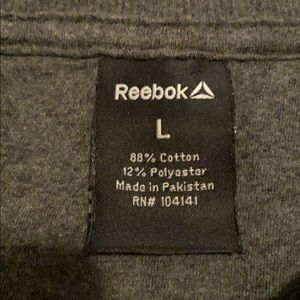 Reebok
L
88% Cotton
12% Polyester
Made in Pakistan
RN# 104141